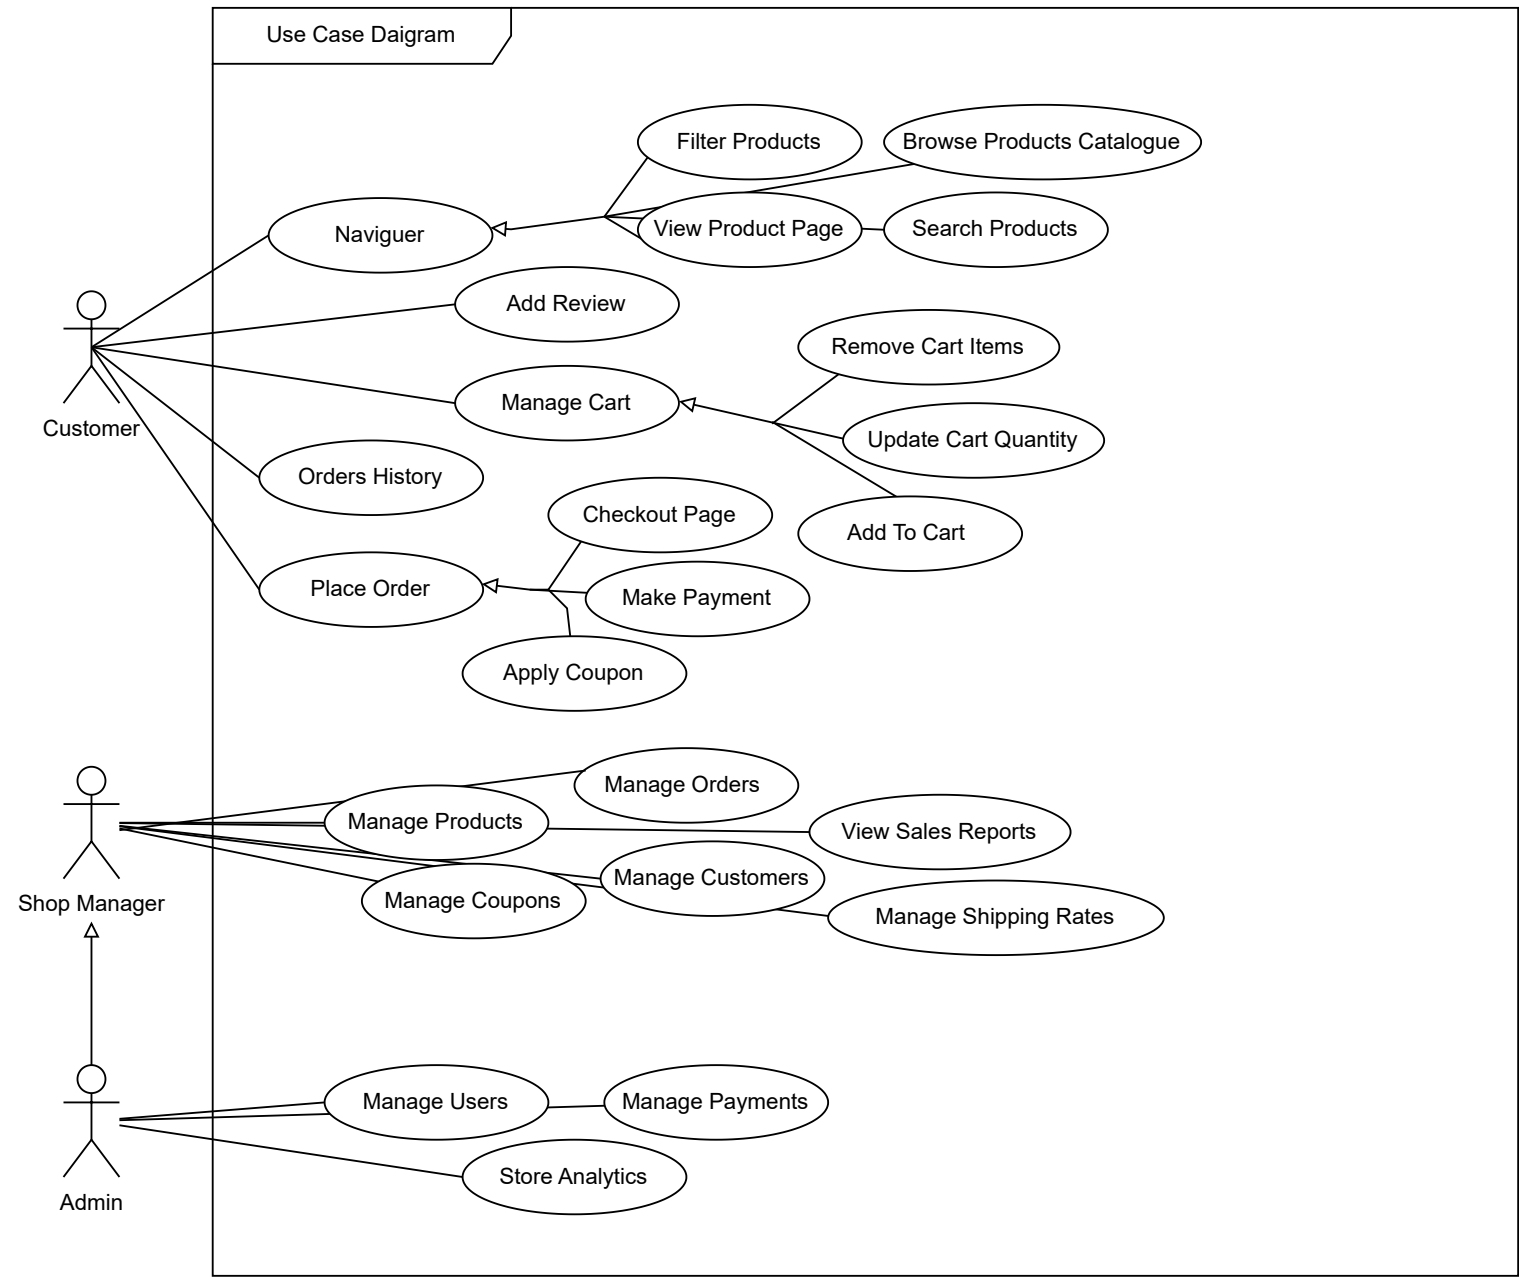 Use Case Daigram
Filter Products
Browse Products Catalogue
Naviguer
View Product Page
Search Products
Add Review
Remove Cart Items
Manage Cart
Customer
Update Cart Quantity
Orders History
Checkout Page
Add To Cart
Place Order
Make Payment
Apply Coupon
Manage Orders
Manage Products
View Sales Reports
Manage Customers
Shop Manager
Manage Coupons
Manage Shipping Rates
Manage Users
Manage Payments
Store Analytics
Admin